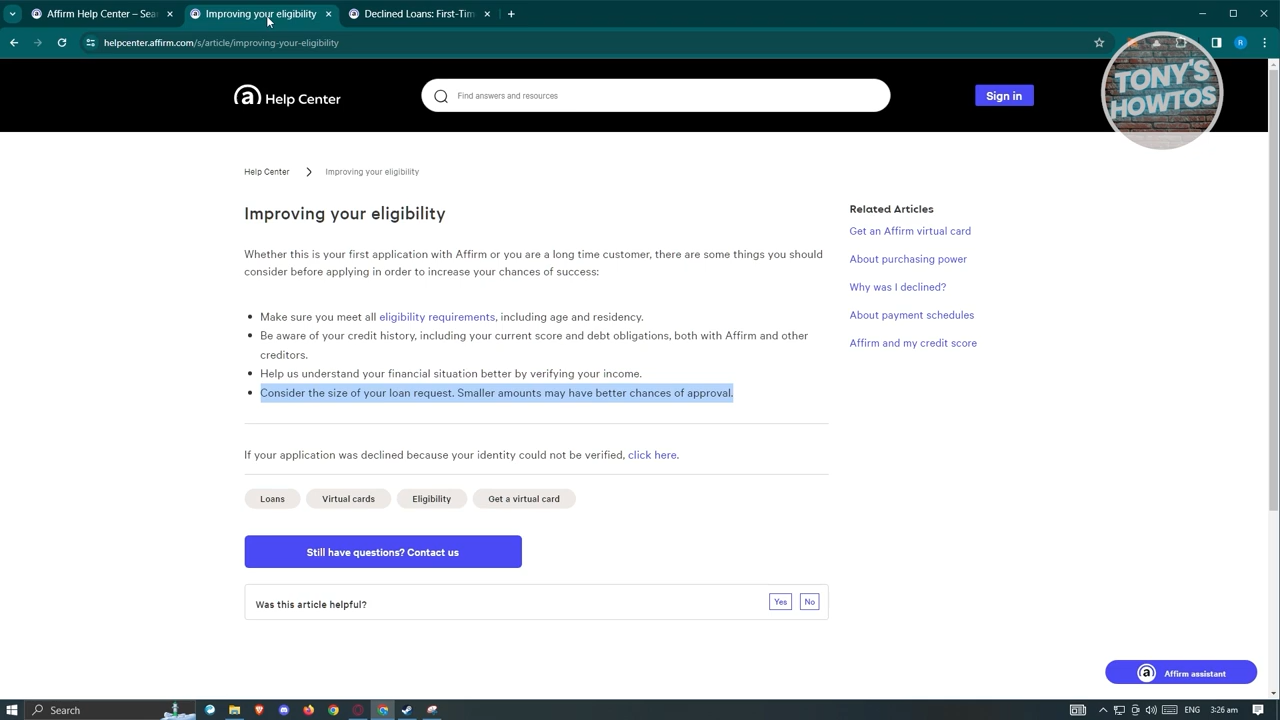 Affirm Help Center – Sea
Improving your eligibility
Declined Loans: First-Tim
helpcenter.affirm.com/s/article/improving-your-eligibility
R
a Help Center
Find answers and resources
Sign in
TONY'S
HOWTOS
Help Center
Improving your eligibility
Improving your eligibility
Whether this is your first application with Affirm or you are a long time customer, there are some things you should
consider before applying in order to increase your chances of success:
Make sure you meet all eligibility requirements, including age and residency.
Be aware of your credit history, including your current score and debt obligations, both with Affirm and other
creditors.
Help us understand your financial situation better by verifying your income.
Consider the size of your loan request. Smaller amounts may have better chances of approval.
If your application was declined because your identity could not be verified, click here.
Loans
Virtual cards
Eligibility
Get a virtual card
Still have questions? Contact us
Was this article helpful?
Yes
No
Related Articles
Get an Affirm virtual card
About purchasing power
Why was I declined?
About payment schedules
Affirm and my credit score
a Affirm assistant
Search
ENG
3:26 am